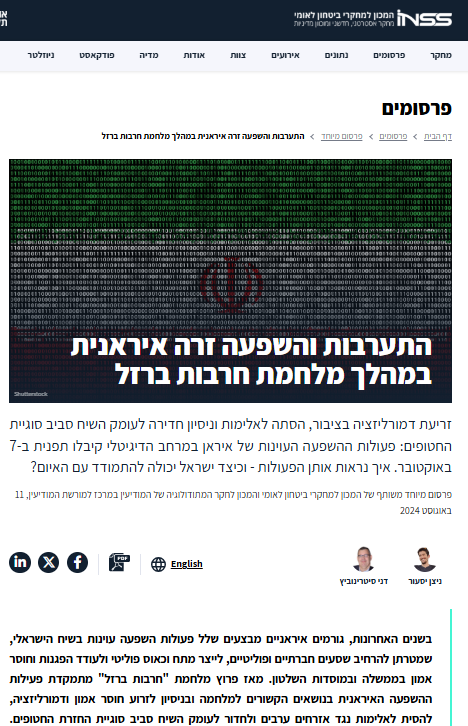 INSS המכון למחקרי ביטחון לאומי
מחקר אסטרטגי, חדשני ומכוון מדיניות
מחקר פרסומים נתונים אירועים צוות אודות מדיה פודקאסט ניוזלטר
פרסומים
דף הבית > פרסומים > פרסום מיוחד > התערבות והשפעה זרה איראנית במהלך מלחמת חרבות ברזל
התערבות והשפעה זרה איראנית
במהלך מלחמת חרבות ברזל
Shutterstock
זריעת דמורליזציה בציבור, הסתה לאלימות וניסיון חדירה לעומק השיח סביב סוגיית
החטופים: פעולות ההשפעה העוינות של איראן במרחב הדיגיטלי קיבלו תפנית ב-7
באוקטובר. איך נראות אותן הפעולות - וכיצד ישראל יכולה להתמודד עם האיום?
פרסום מיוחד משותף של המכון למחקרי ביטחון לאומי והמכון לחקר המתודולוגיה של המודיעין במרכז למורשת המודיעין, 11
באוגוסט 2024
ניצן יסעור
דני סיטרינוביץ
English
PDF
בשנים האחרונות, גורמים איראניים מבצעים שלל פעולות השפעה עוינות בשיח הישראלי,
שמטרתן להרחיב שסעים חברתיים ופוליטיים, לייצר מתח וכאוס פוליטי ולעודד הפגנות וחוסר
אמון בממשלה ובמוסדות השלטון. מאז פרוץ מלחמת "חרבות ברזל" מתמקדת פעילות
ההשפעה האיראנית בנושאים הקשורים למלחמה ובניסיון לזרוע חוסר אמון ודמורליזציה,
להסית לאלימות נגד אזרחים ערבים ולחדור לעומק השיח סביב סוגיית החזרת החטופים.